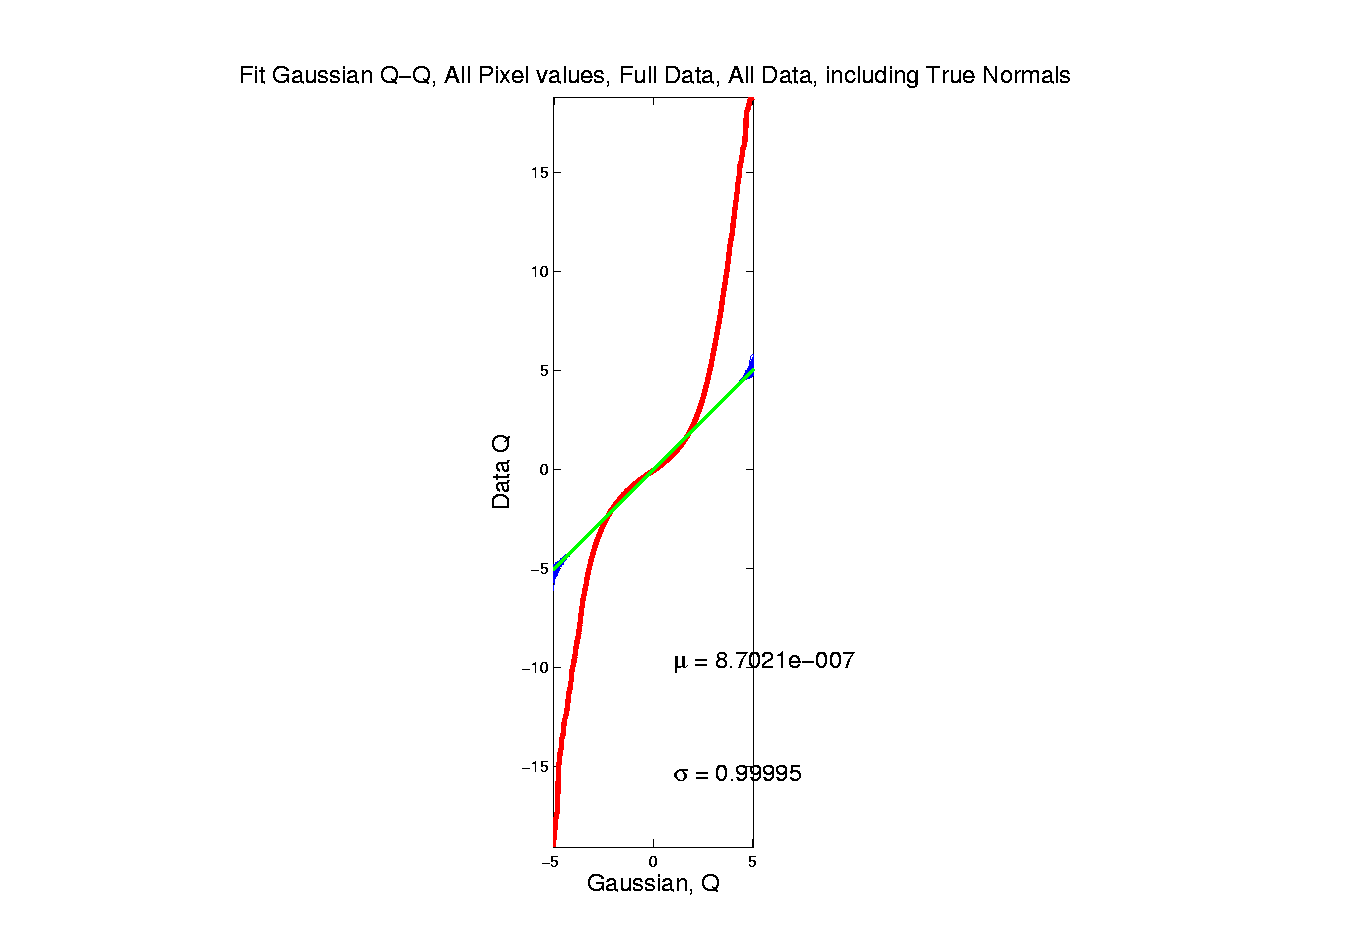 Fit Gaussian Q−Q, All Pixel values, Full Data, All Data, including True Normals
15
10
5
0
−5
−10
−15
Data Q
μ = 8.7021e−007
σ = 0.99995
−5 0 5
Gaussian, Q